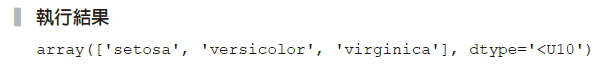 執行結果
array(['setosa', 'versicolor', 'virginica'], dtype='<U10')